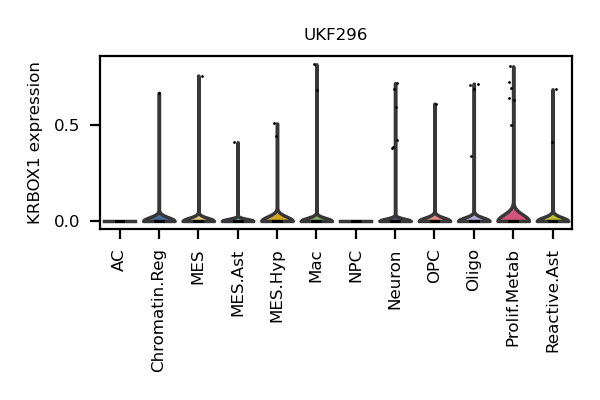 UKF296
KRBOX1 expression
0.5
0.0
AC
Chromatin.Reg
MES
MES.Ast
MES.Hyp
Mac
NPC
Neuron
OPC
Oligo
Prolif.Metab
Reactive.Ast